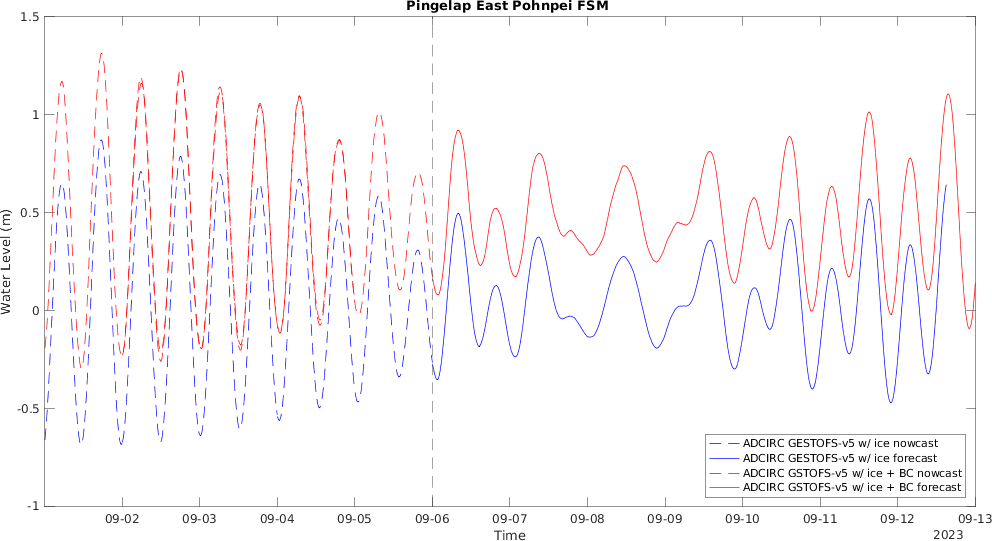 Pingelap East Pohnpei FSM
1.5
1
0.5
0
-0.5
-1
Water Level (m)
ADCIRC GESTOFS-v5 w/ ice nowcast
ADCIRC GESTOFS-v5 w/ ice forecast
ADCIRC GSTOFS-v5 w/ ice + BC nowcast
ADCIRC GSTOFS-v5 w/ ice + BC forecast
09-02 09-03 09-04 09-05 09-06 09-07 09-08 09-09 09-10 09-11 09-12 09-13
Time
2023